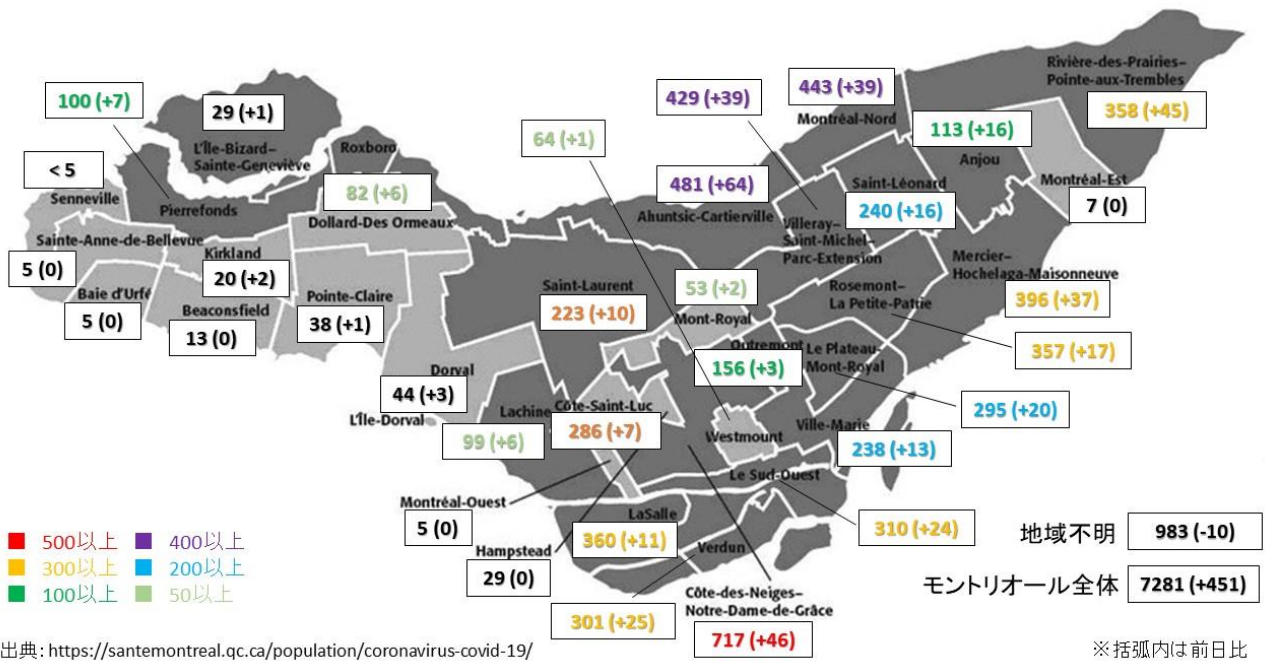 Rivière-des-Prairies–
Pointe-aux-Trembles
358 (+45)
443 (+39)
Montréal-Nord
429 (+39)
100 (+7)
29 (+1)
L'Île-Bizard–
Sainte-Geneviève
Roxboro
64 (+1)
113 (+16)
Anjou
< 5
Senneville
Pierrefonds
82 (+6)
Dollard-Des Ormeaux
481 (+64)
Ahuntsic-Cartierville
Saint-Léonard
240 (+16)
Montréal-Est
7 (0)
Villeray–
Saint-Michel–
Parc-Extension
Sainte-Anne-de-Bellevue
5 (0)
Kirkland
20 (+2)
Baie d'Urfé
5 (0)
Beaconsfield
13 (0)
Pointe-Claire
38 (+1)
Saint-Laurent
223 (+10)
53 (+2)
Mont-Royal
Mercier–
Hochelaga-Maisonneuve
396 (+37)
Rosemont–
La Petite-Patrie
357 (+17)
Outremont
156 (+3)
Le Plateau-
Mont-Royal
295 (+20)
Dorval
44 (+3)
L'Île-Dorval
Lachine
99 (+6)
Côte-Saint-Luc
286 (+7)
Westmount
Ville-Marie
238 (+13)
Le Sud-Ouest
310 (+24)
Montréal-Ouest
5 (0)
Hampstead
29 (0)
LaSalle
360 (+11)
Verdun
301 (+25)
Côte-des-Neiges–
Notre-Dame-de-Grâce
717 (+46)
500以上 400以上
300以上 200以上
100以上 50以上
地域不明 983 (-10)
モントリオール全体 7281 (+451)
出典: https://santemontreal.qc.ca/population/coronavirus-covid-19/
※括弧内は前日比